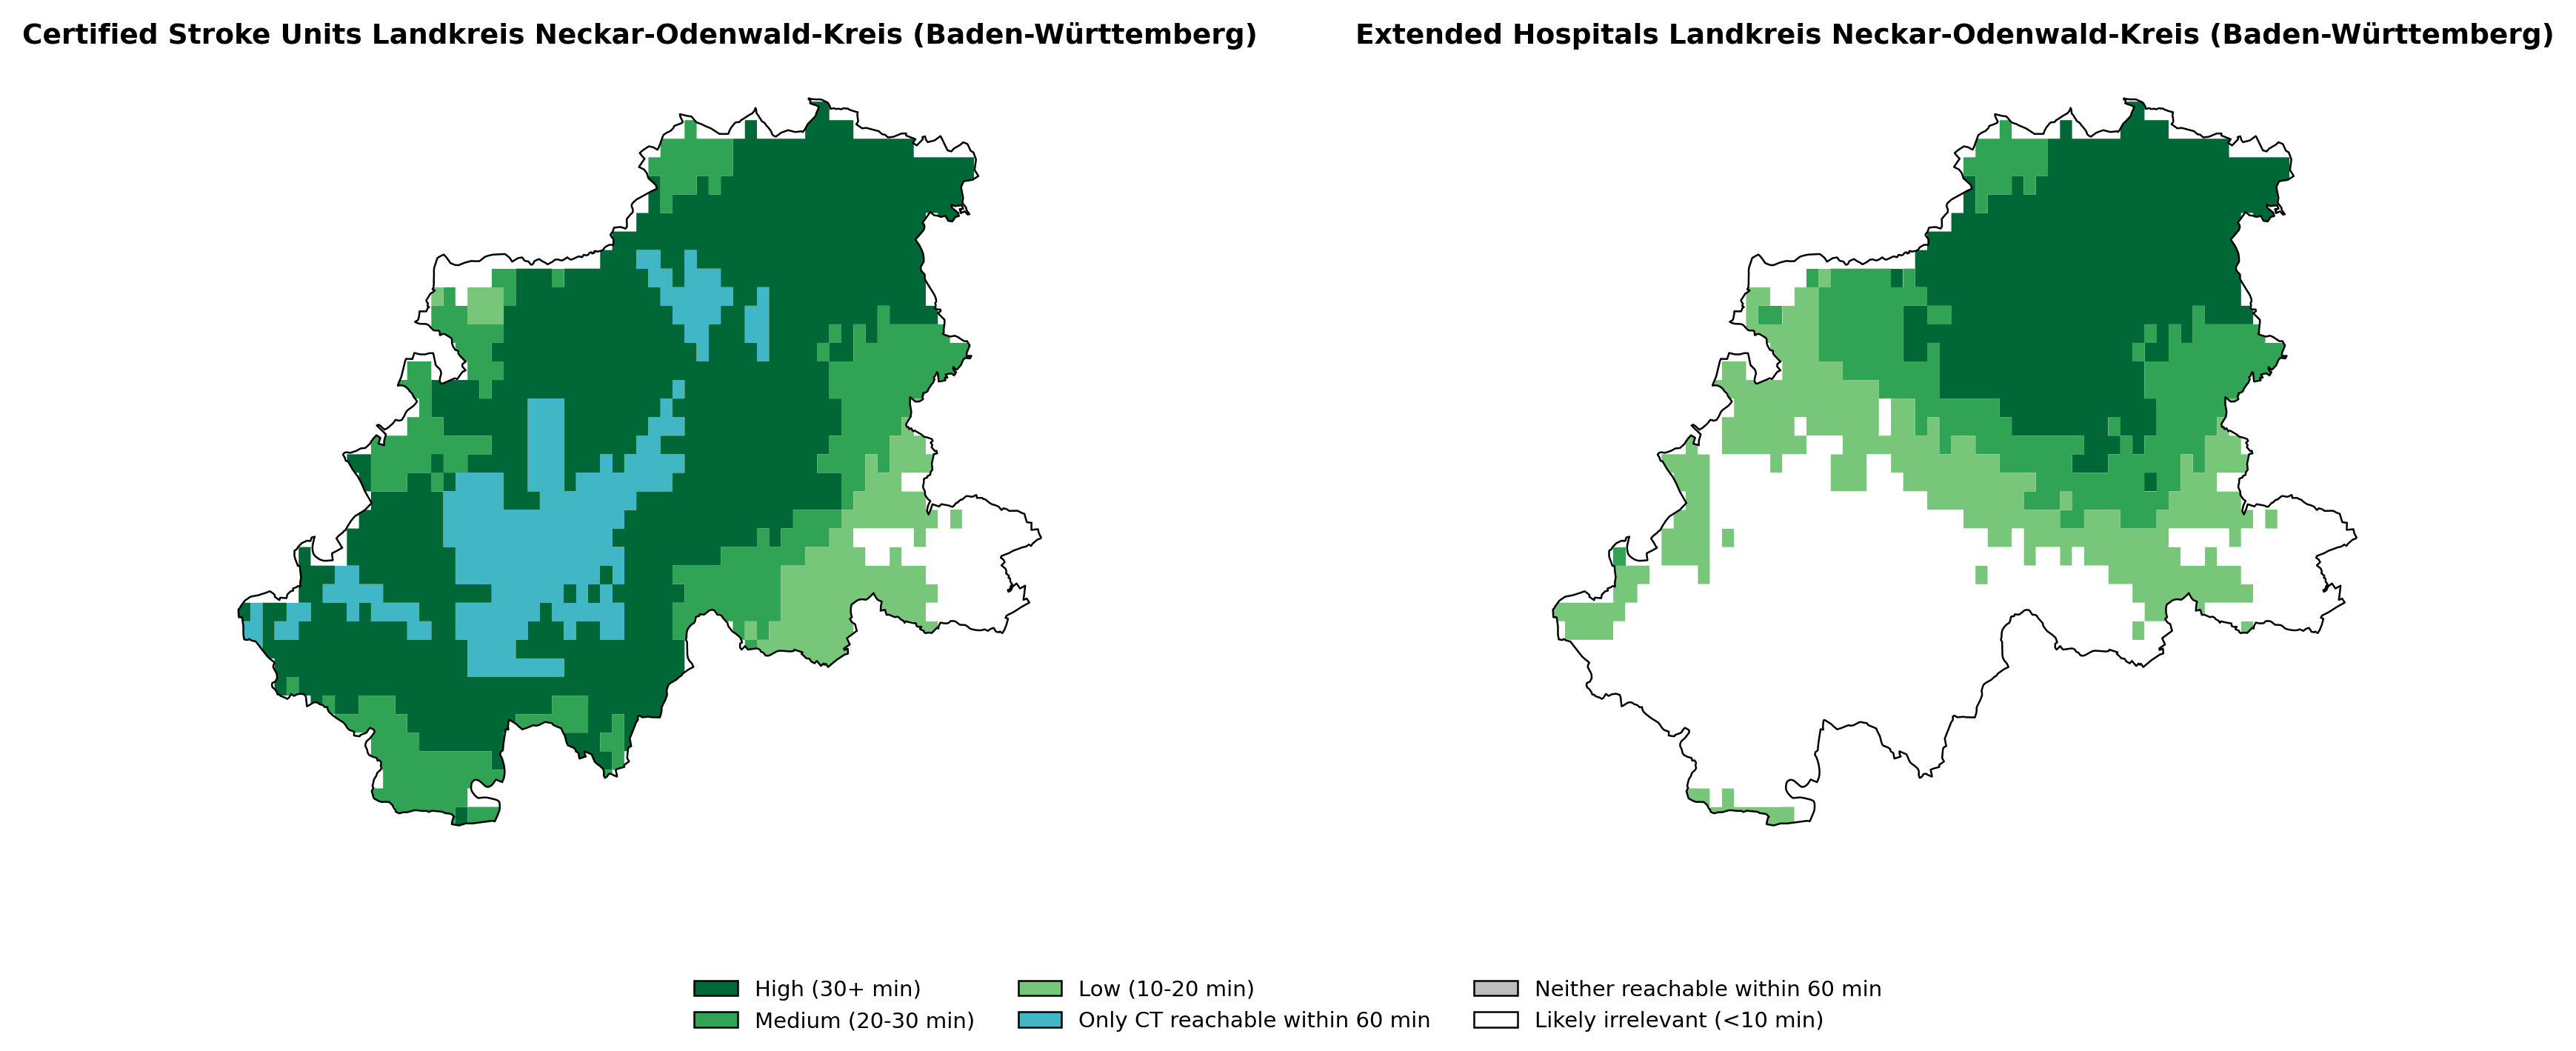 Certified Stroke Units Landkreis Neckar-Odenwald-Kreis (Baden-Württemberg)
Extended Hospitals Landkreis Neckar-Odenwald-Kreis (Baden-Württemberg)
High (30+ min)
Medium (20-30 min)
Low (10-20 min)
Only CT reachable within 60 min
Neither reachable within 60 min
Likely irrelevant (<10 min)